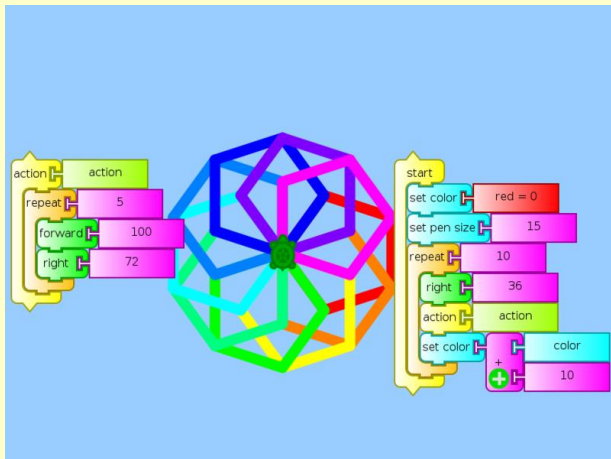 action action
repeat 5
forward 100
right 72
start
set color red = 0
set pen size 15
repeat 10
right 36
action action
set color + color
10